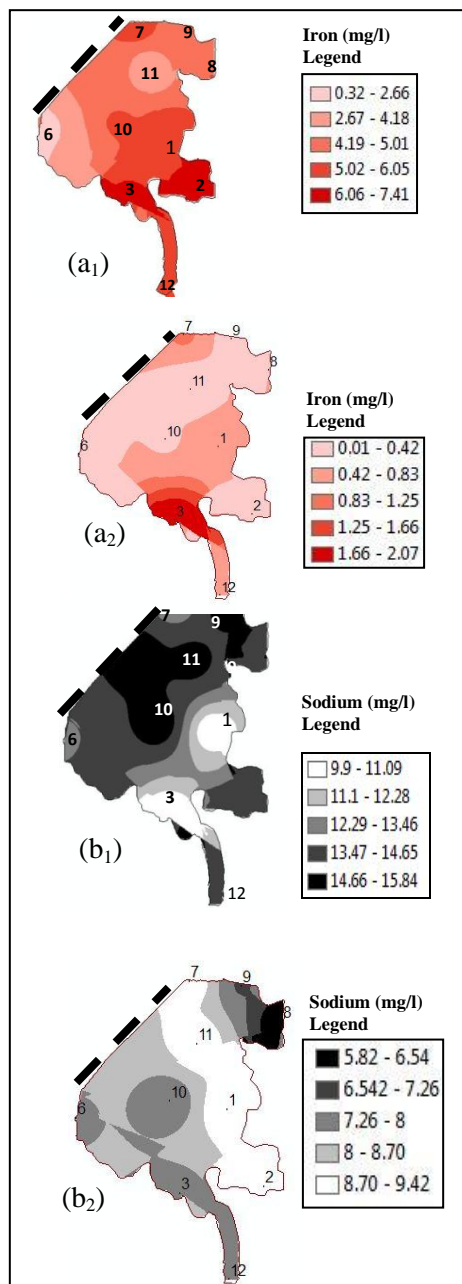 Iron (mg/l)
Legend
0.32 - 2.66
2.67 - 4.18
4.19 - 5.01
5.02 - 6.05
6.06 - 7.41
7
9
8
11
6
10
1
3
2
12
(a1)
Iron (mg/l)
Legend
0.01 - 0.42
0.42 - 0.83
0.83 - 1.25
1.25 - 1.66
1.66 - 2.07
7
9
8
11
6
10
1
3
2
12
(a2)
Sodium (mg/l)
Legend
9.9 - 11.09
11.1 - 12.28
12.29 - 13.46
13.47 - 14.65
14.66 - 15.84
7
9
11
10
1
6
3
12
(b1)
Sodium (mg/l)
Legend
5.82 - 6.54
6.542 - 7.26
7.26 - 8
8 - 8.70
8.70 - 9.42
7
9
8
11
10
6
1
3
2
12
(b2)